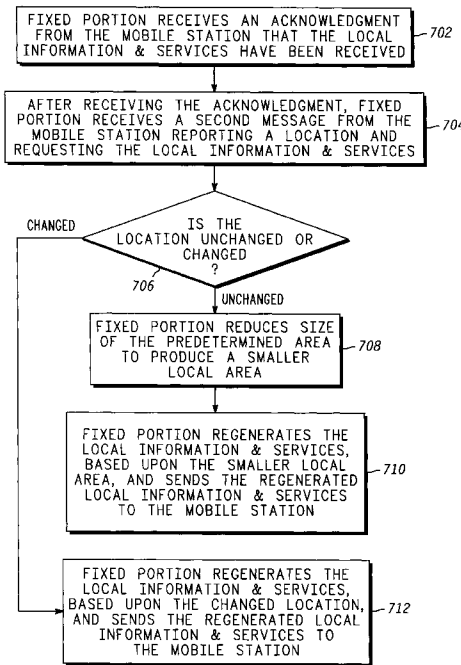 FIXED PORTION RECEIVES AN ACKNOWLEDGMENT
FROM THE MOBILE STATION THAT THE LOCAL
INFORMATION & SERVICES HAVE BEEN RECEIVED
702
AFTER RECEIVING THE ACKNOWLEDGMENT, FIXED
PORTION RECEIVES A SECOND MESSAGE FROM THE
MOBILE STATION REPORTING A LOCATION AND
REQUESTING THE LOCAL INFORMATION & SERVICES
704
CHANGED
IS THE
LOCATION UNCHANGED OR
CHANGED
?
706
UNCHANGED
FIXED PORTION REDUCES SIZE
OF THE PREDETERMINED AREA
TO PRODUCE A SMALLER
LOCAL AREA
708
FIXED PORTION REGENERATES THE
LOCAL INFORMATION & SERVICES,
BASED UPON THE SMALLER LOCAL
AREA, AND SENDS THE REGENERATED
LOCAL INFORMATION & SERVICES
TO THE MOBILE STATION
710
FIXED PORTION REGENERATES THE
LOCAL INFORMATION & SERVICES,
BASED UPON THE CHANGED LOCATION,
AND SENDS THE REGENERATED LOCAL
INFORMATION & SERVICES TO
THE MOBILE STATION
712